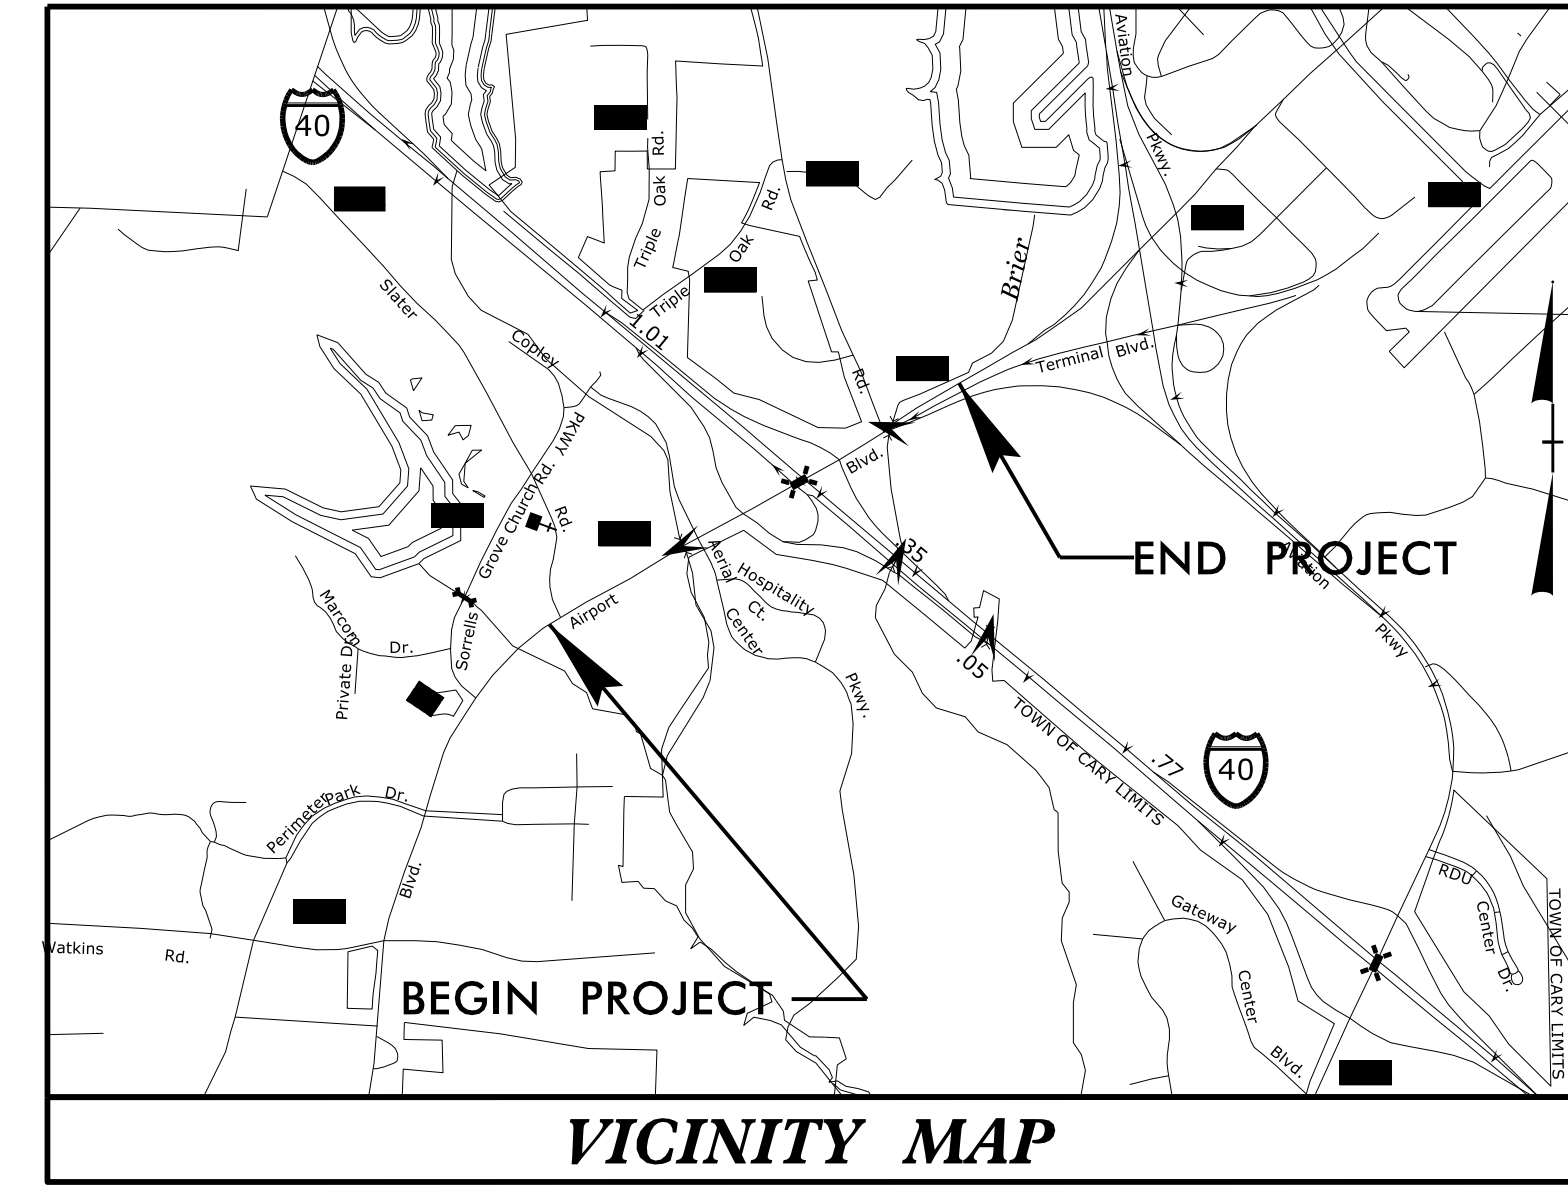 Aviation
Pkwy.
40
Triple Oak Rd.
Triple Oak Rd.
Slater
Rd.
Brier
1.01
Copley
Terminal Blvd.
Rd.
Blvd.
PKWY
Grove Church Rd.
END PROJECT
Aviation
Pkwy
.35
Aerial
Center
Pkwy.
Hospitality
Ct.
Airport
Marcom
Dr.
Private Dr.
Sorrells
.05
TOWN OF CARY LIMITS
.77
40
Perimeter Park Dr.
Blvd.
RDU
Center
Dr.
TOWN OF CARY LIMITS
Gateway
Center
Blvd.
Watkins Rd.
BEGIN PROJECT
VICINITY MAP